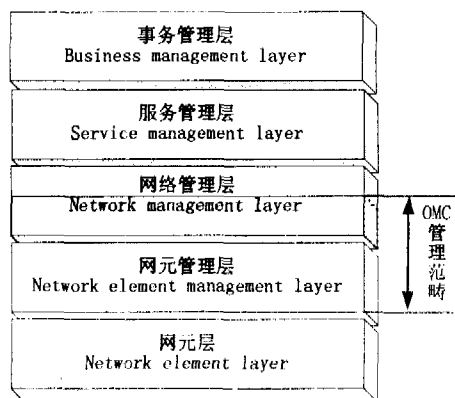 事务管理层
Business management layer
服务管理层
Service management layer
网络管理层
Network management layer
网元管理层
Network element management layer
网元层
Network element layer
OMC
管
理
范
畴